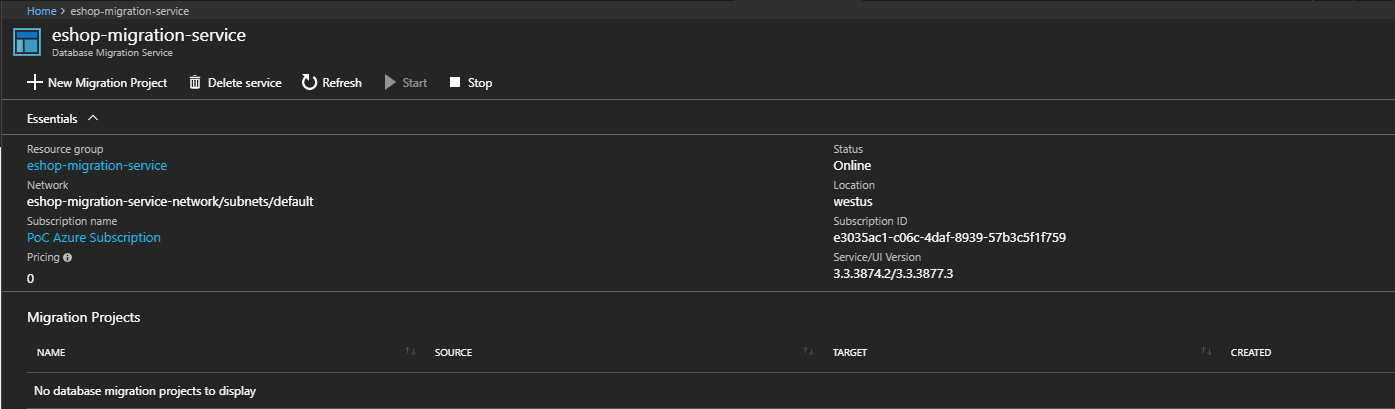 Home > eshop-migration-service
eshop-migration-service
Database Migration Service
New Migration Project Delete service Refresh Start Stop
Essentials
Resource group
eshop-migration-service
Network
eshop-migration-service-network/subnets/default
Subscription name
PoC Azure Subscription
Pricing
0
Status
Online
Location
westus
Subscription ID
e3035ac1-c06c-4daf-8939-57b3c5f1f759
Service/UI Version
3.3.3874.2/3.3.3877.3
Migration Projects
NAME SOURCE TARGET CREATED
No database migration projects to display